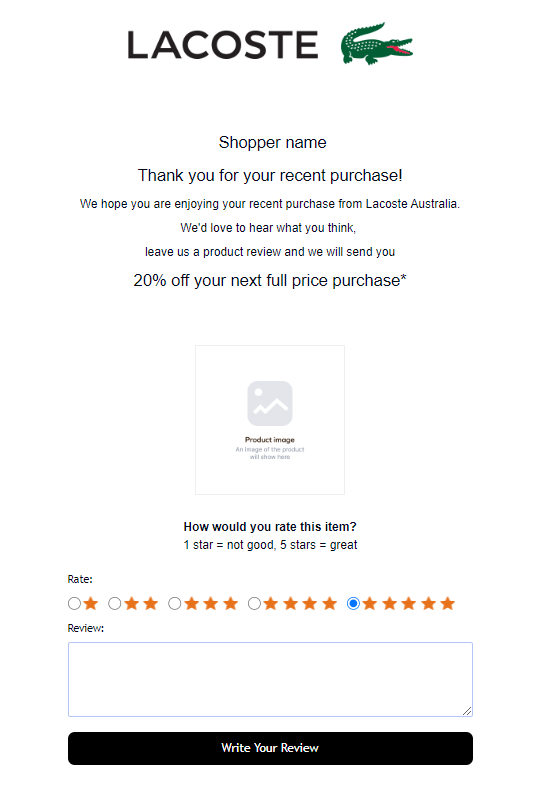 LACOSTE
Shopper name
Thank you for your recent purchase!
We hope you are enjoying your recent purchase from Lacoste Australia.
We'd love to hear what you think,
leave us a product review and we will send you
20% off your next full price purchase*
Product image
An image of the product
will show here
How would you rate this item?
1 star = not good, 5 stars = great
Rate:
Review:
Write Your Review